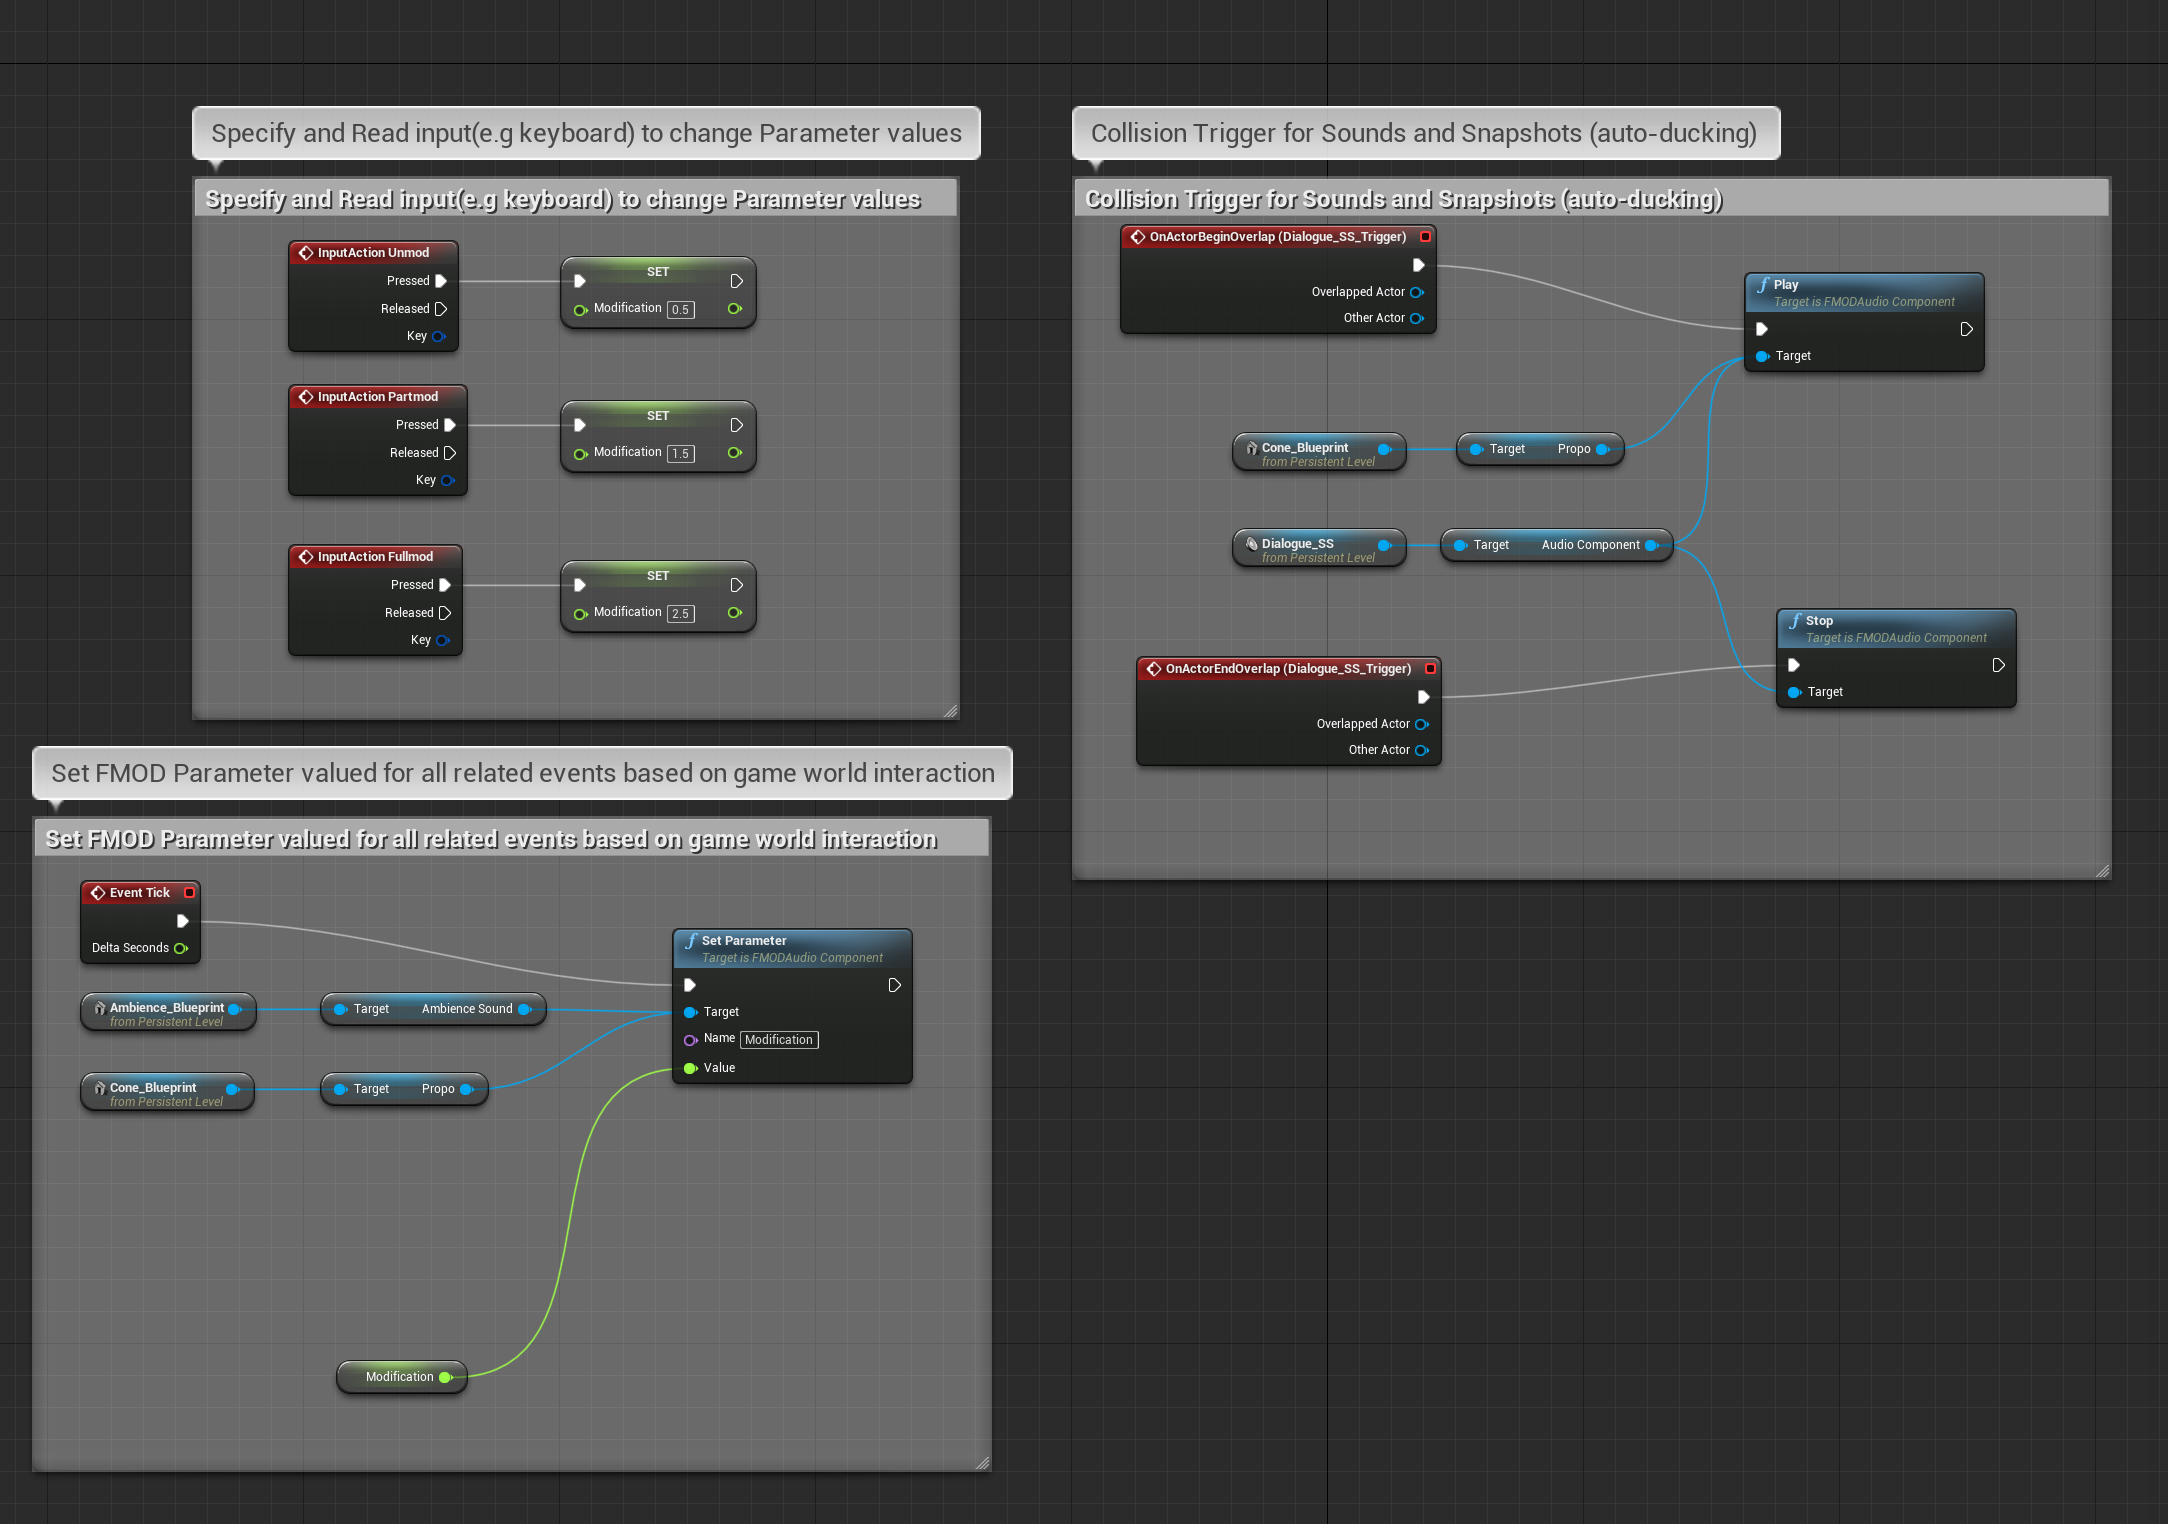 Specify and Read input(e.g keyboard) to change Parameter values
Specify and Read input(e.g keyboard) to change Parameter values
InputAction Unmod
Pressed
Released
Key
SET
Modification 0.5
InputAction Partmod
Pressed
Released
Key
SET
Modification 1.5
InputAction Fullmod
Pressed
Released
Key
SET
Modification 2.5
Collision Trigger for Sounds and Snapshots (auto-ducking)
Collision Trigger for Sounds and Snapshots (auto-ducking)
OnActorBeginOverlap (Dialogue_SS_Trigger)
Overlapped Actor
Other Actor
f Play
Target is FMODAudio Component
Target
Cone_Blueprint
from Persistent Level
Target Propo
Dialogue_SS
from Persistent Level
Target Audio Component
f Stop
Target is FMODAudio Component
Target
OnActorEndOverlap (Dialogue_SS_Trigger)
Overlapped Actor
Other Actor
Set FMOD Parameter valued for all related events based on game world interaction
Set FMOD Parameter valued for all related events based on game world interaction
Event Tick
Delta Seconds
f Set Parameter
Target is FMODAudio Component
Target
Name Modification
Value
Ambience_Blueprint
from Persistent Level
Target Ambience Sound
Cone_Blueprint
from Persistent Level
Target Propo
Modification